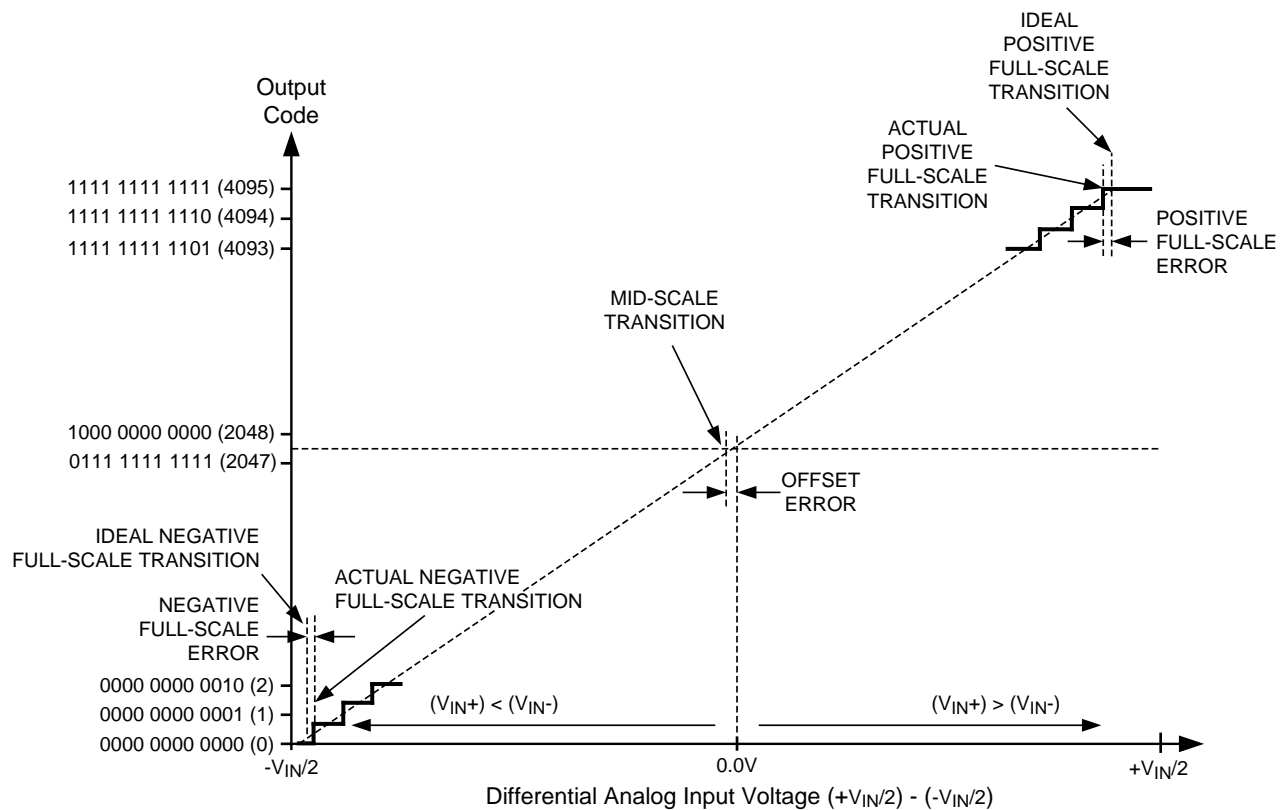 IDEAL
POSITIVE
FULL-SCALE
TRANSITION
Output
Code
ACTUAL
POSITIVE
FULL-SCALE
TRANSITION
1111 1111 1111 (4095)
1111 1111 1110 (4094)
1111 1111 1101 (4093)
POSITIVE
FULL-SCALE
ERROR
MID-SCALE
TRANSITION
1000 0000 0000 (2048)
0111 1111 1111 (2047)
OFFSET
ERROR
IDEAL NEGATIVE
FULL-SCALE TRANSITION
ACTUAL NEGATIVE
FULL-SCALE TRANSITION
NEGATIVE
FULL-SCALE
ERROR
0000 0000 0010 (2)
0000 0000 0001 (1)
0000 0000 0000 (0)
(VIN+) < (VIN-)
(VIN+) > (VIN-)
-VIN/2
0.0V
+VIN/2
Differential Analog Input Voltage (+VIN/2) - (-VIN/2)